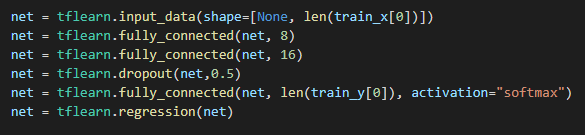 net = tflearn.input_data(shape=[None, len(train_x[0])])
net = tflearn.fully_connected(net, 8)
net = tflearn.fully_connected(net, 16)
net = tflearn.dropout(net,0.5)
net = tflearn.fully_connected(net, len(train_y[0]), activation="softmax")
net = tflearn.regression(net)